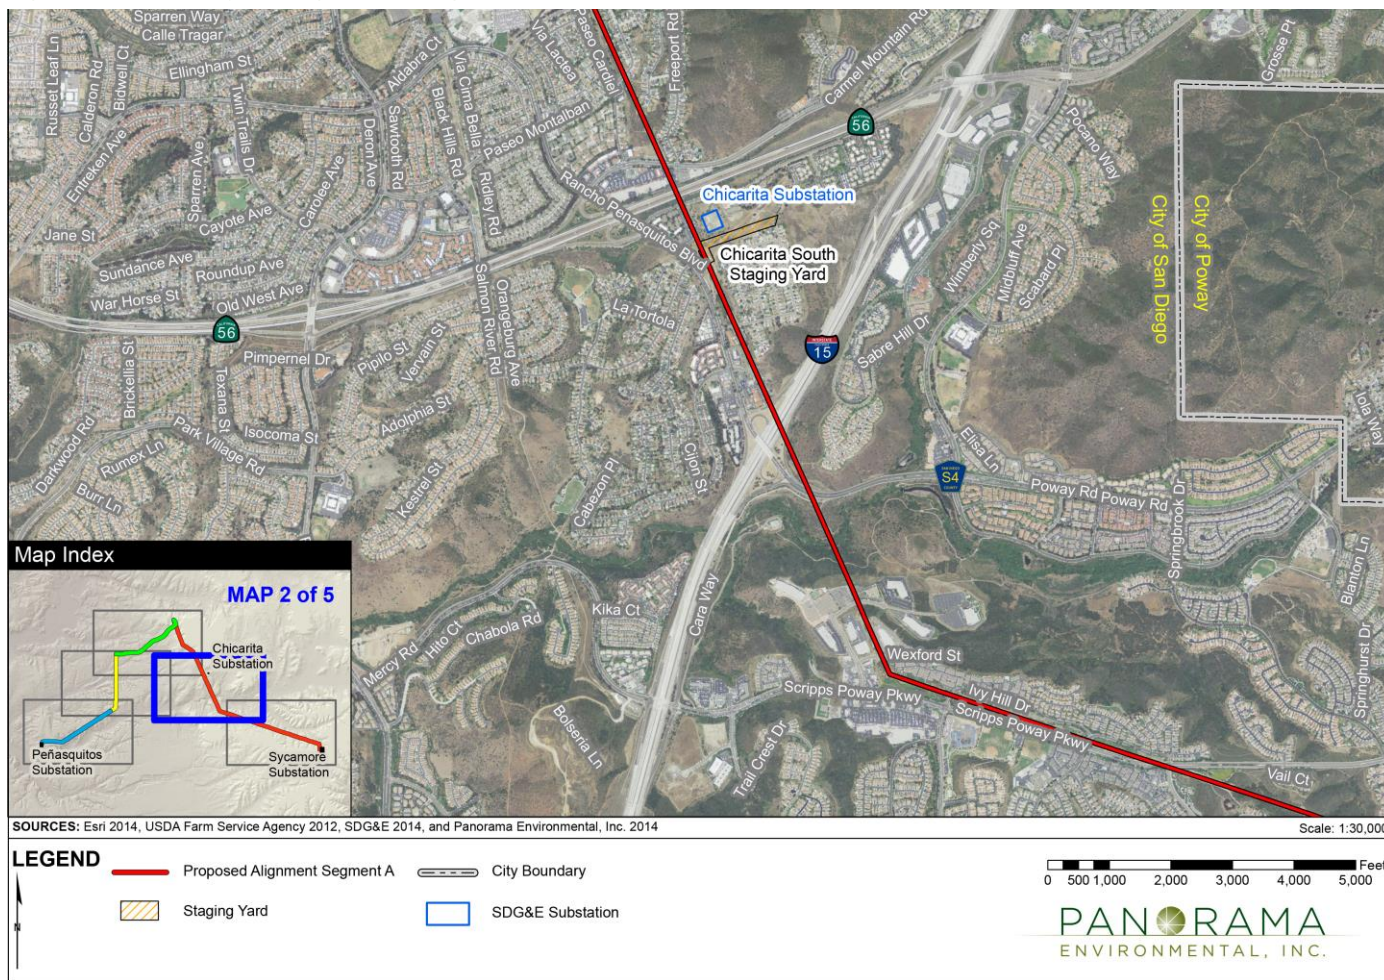 Sparren Way
Calle Tragar
Ellingham St
Russet Leaf Ln
Calderon Rd
Bidwell Ct
Twin Trails Dr
Aldabra Ct
Via Cima Bella
Via Lactea
Paseo Cardiel
Freeport Rd
Carmel Mountain Rd
Grosse Pt
Entreken Ave
Sparren Ave
Deron Ave
Sawtooth Rd
Black Hills Rd
Paseo Montalban
56
Pocano Way
Carlotee Ave
Cayote Ave
Ridley Rd
Rancho Penasquitos Blvd
Chicarita Substation
City of San Diego
City of Poway
Jane St
Sundance Ave
Roundup Ave
War Horse St
Old West Ave
Chicarita South
Staging Yard
Wimberly Sq
Midbluff Ave
Scabard Pl
56
Salmon River Rd
Orangeburg Ave
La Tortola
INTERSTATE
15
Sabre Hill Dr
Pimpernel Dr
Pipilo St
Vervain St
Brickellia St
Texana St
Adolphia St
Isocoma St
Iola Way
Darkwood Rd
Rumex Ln
Park Village Rd
Burr Ln
Kestrel St
Cabezon Pl
Cijon St
Elisa Ln
S4
Poway Rd
Poway Rd
Springbrook Dr
Blanton Ln
Springhurst Dr
Kika Ct
Cara Way
Mercy Rd
Hito Ct
Chabola Rd
Wexford St
Ivy Hill Dr
Scripps Poway Pkwy
Scripps Poway Pkwy
Bolseria Ln
Trail Crest Dr
Vail Ct
Map Index
MAP 2 of 5
Chicarita
Substation
Peñasquitos
Substation
Sycamore
Substation
SOURCES: Esri 2014, USDA Farm Service Agency 2012, SDG&E 2014, and Panorama Environmental, Inc. 2014
Scale: 1:30,000
LEGEND
Proposed Alignment Segment A
City Boundary
Staging Yard
SDG&E Substation
N
Feet
0 500 1,000 2,000 3,000 4,000 5,000
PANORAMA
ENVIRONMENTAL, INC.